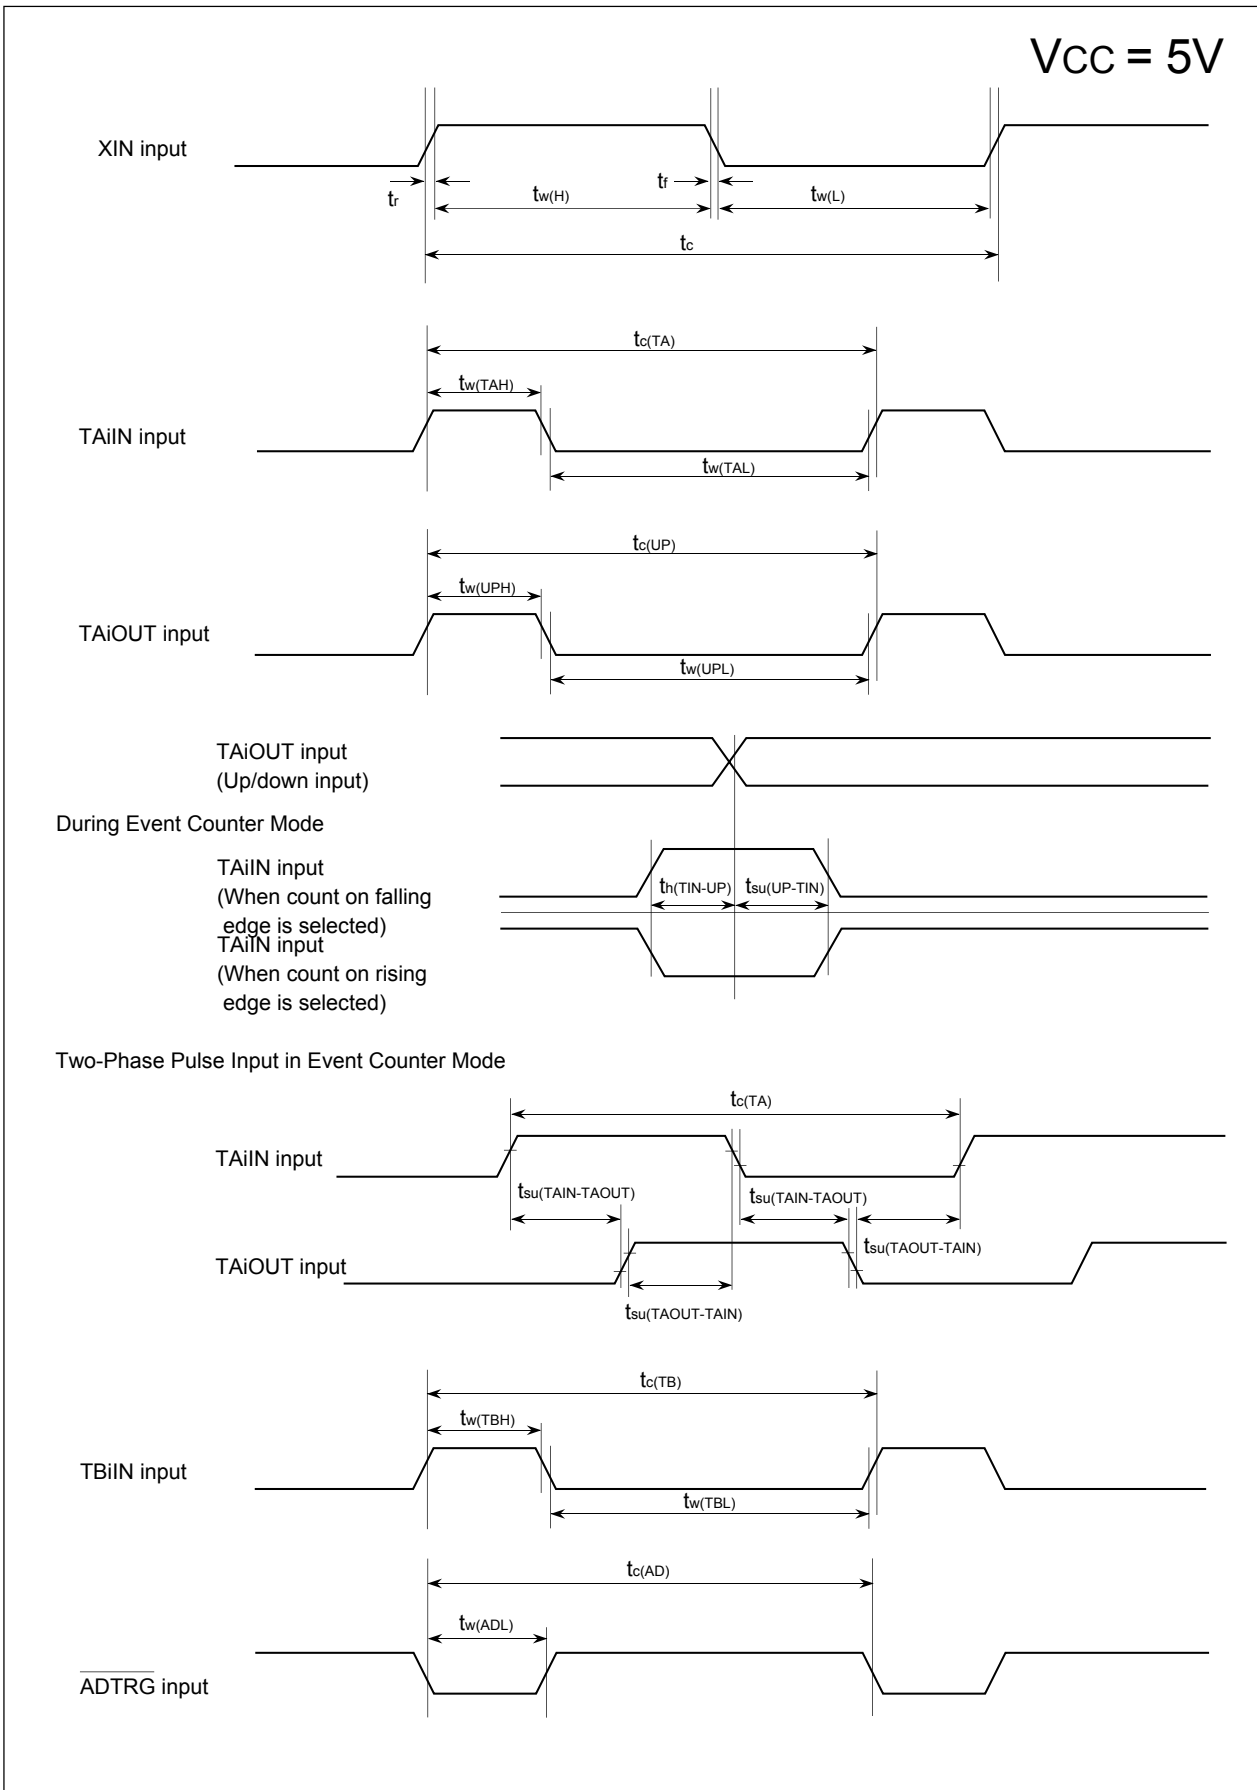 VCC = 5V
XIN input
tr
tw(H)
tf
tw(L)
tc
tc(TA)
tw(TAH)
TAiIN input
tw(TAL)
tc(UP)
tw(UPH)
TAiOUT input
tw(UPL)
TAiOUT input
(Up/down input)
During Event Counter Mode
TAiIN input
(When count on falling
edge is selected)
th(TIN-UP)
tsu(UP-TIN)
TAiIN input
(When count on rising
edge is selected)
Two-Phase Pulse Input in Event Counter Mode
tc(TA)
TAiIN input
tsu(TAIN-TAOUT)
tsu(TAIN-TAOUT)
tsu(TAOUT-TAIN)
TAiOUT input
tsu(TAOUT-TAIN)
tc(TB)
tw(TBH)
TBiIN input
tw(TBL)
tc(AD)
tw(ADL)
ADTRG input